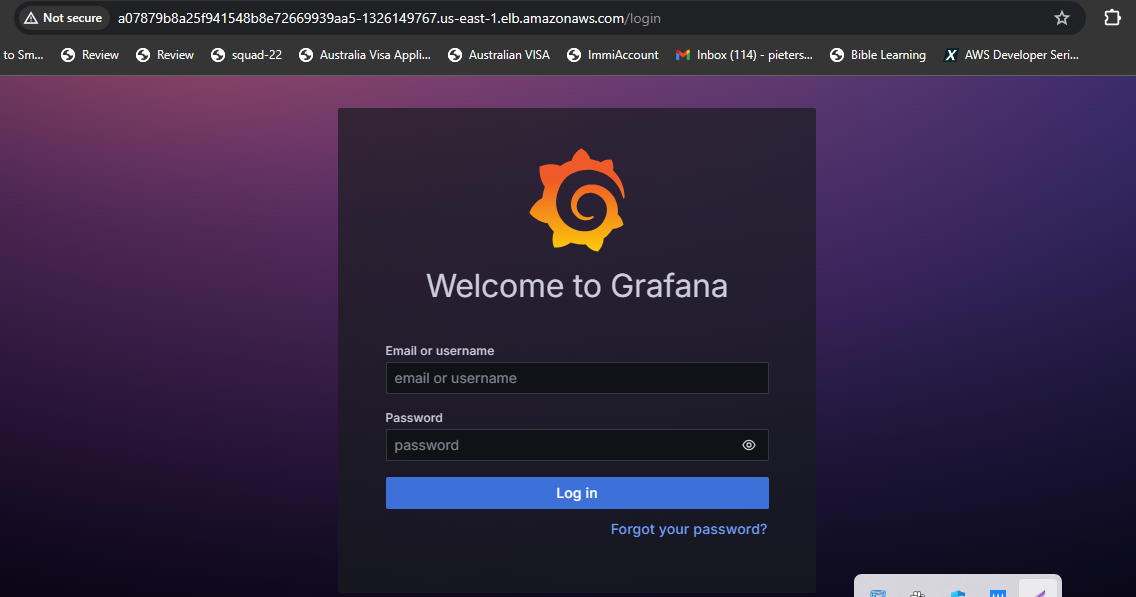 Not secure a07879b8a25f941548b8e72669939aa5-1326149767.us-east-1.elb.amazonaws.com/login
to Sm... Review Review squad-22 Australia Visa Appli... Australian VISA ImmiAccount Inbox (114) - pieters... Bible Learning X AWS Developer Seri...
Welcome to Grafana
Email or username
email or username
Password
password
Log in
Forgot your password?